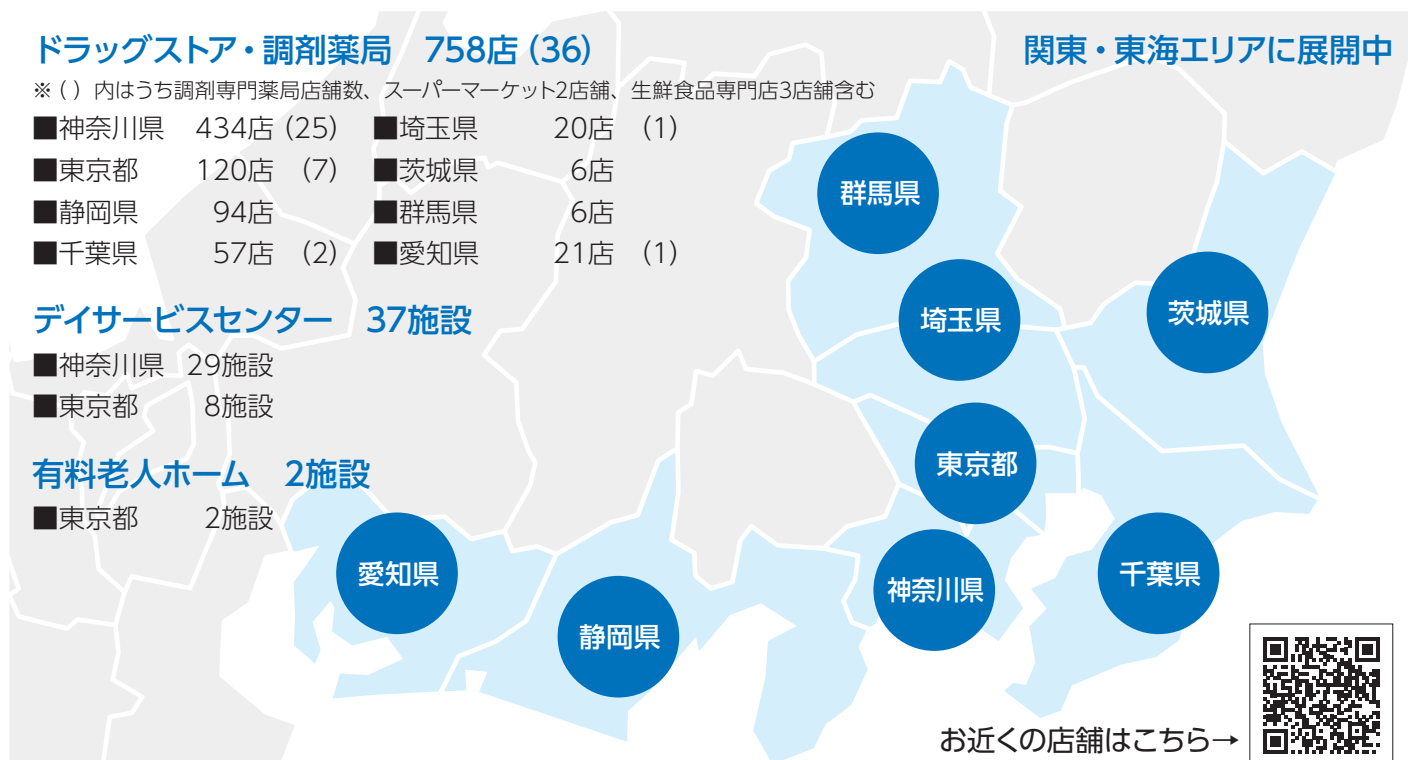 ドラッグストア・調剤薬局 758店 (36)
関東・東海エリアに展開中
※ ( ) 内はうち調剤専門薬局店舗数、スーパーマーケット2店舗、生鮮食品専門店3店舗含む
■神奈川県 434店 (25) ■埼玉県 20店 (1)
■東京都 120店 (7) ■茨城県 6店
■静岡県 94店 ■群馬県 6店
■千葉県 57店 (2) ■愛知県 21店 (1)
デイサービスセンター 37施設
■神奈川県 29施設
■東京都 8施設
有料老人ホーム 2施設
■東京都 2施設
群馬県
埼玉県
茨城県
東京都
愛知県
静岡県
神奈川県
千葉県
お近くの店舗はこちら→